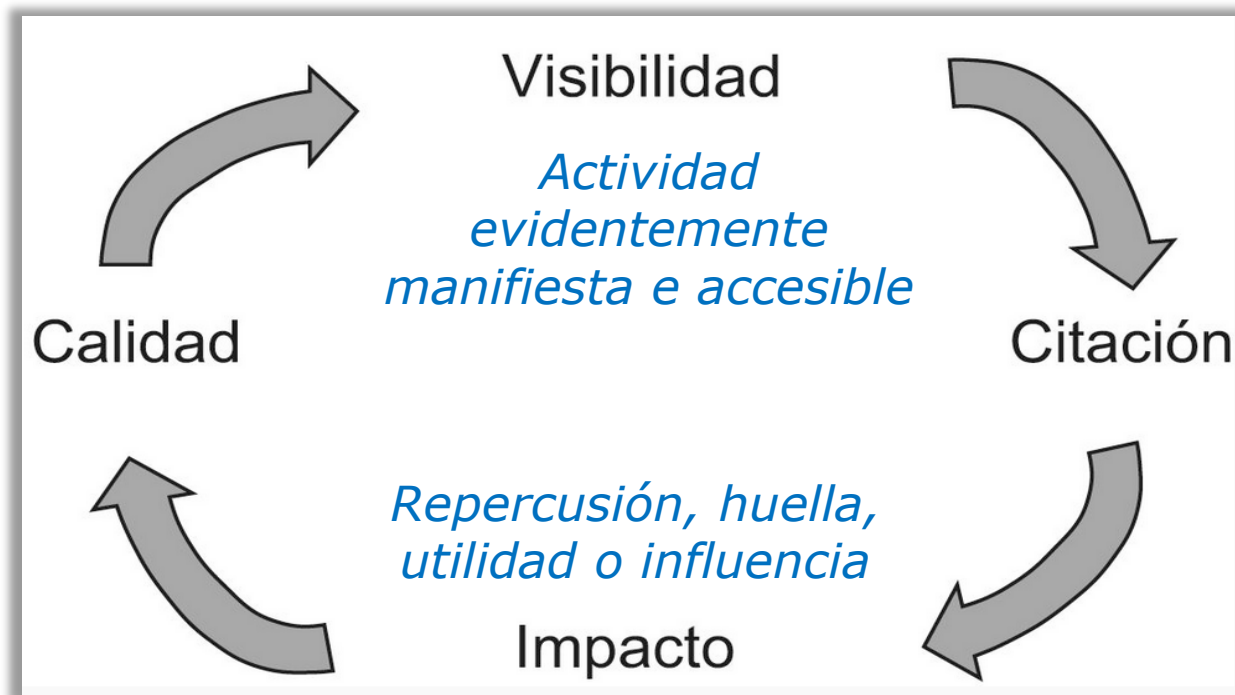 Visibilidad
Actividad
evidentemente
manifiesta e accesible
Calidad
Citación
Repercusión, huella,
utilidad o influencia
Impacto